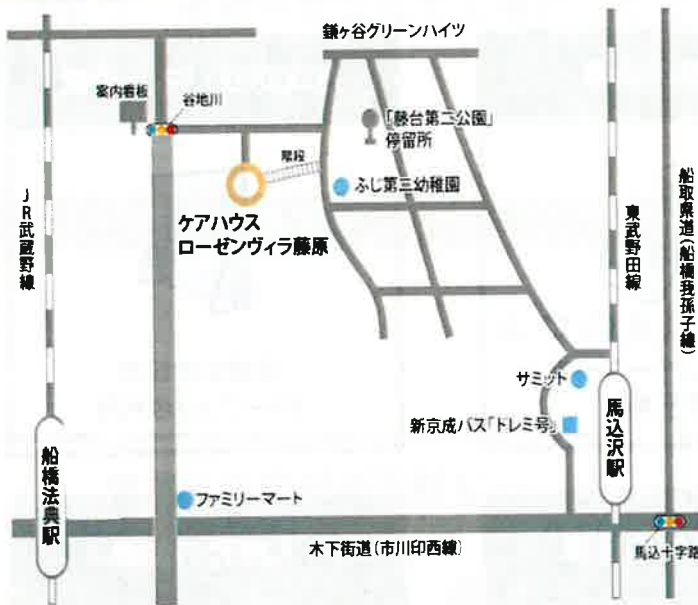 鎌ヶ谷グリーンハイツ
案内看板
谷地川
「藤台第二公園」
停留所
階段
ふじ第三幼稚園
ケアハウス
ローゼンヴィラ藤原
JR武蔵野線
東武野田線
船取県道(船橋我孫子線)
サミット
新京成バス「ドレミ号」
馬込沢駅
船橋法典駅
ファミリーマート
木下街道(市川印西線)
馬込十字路